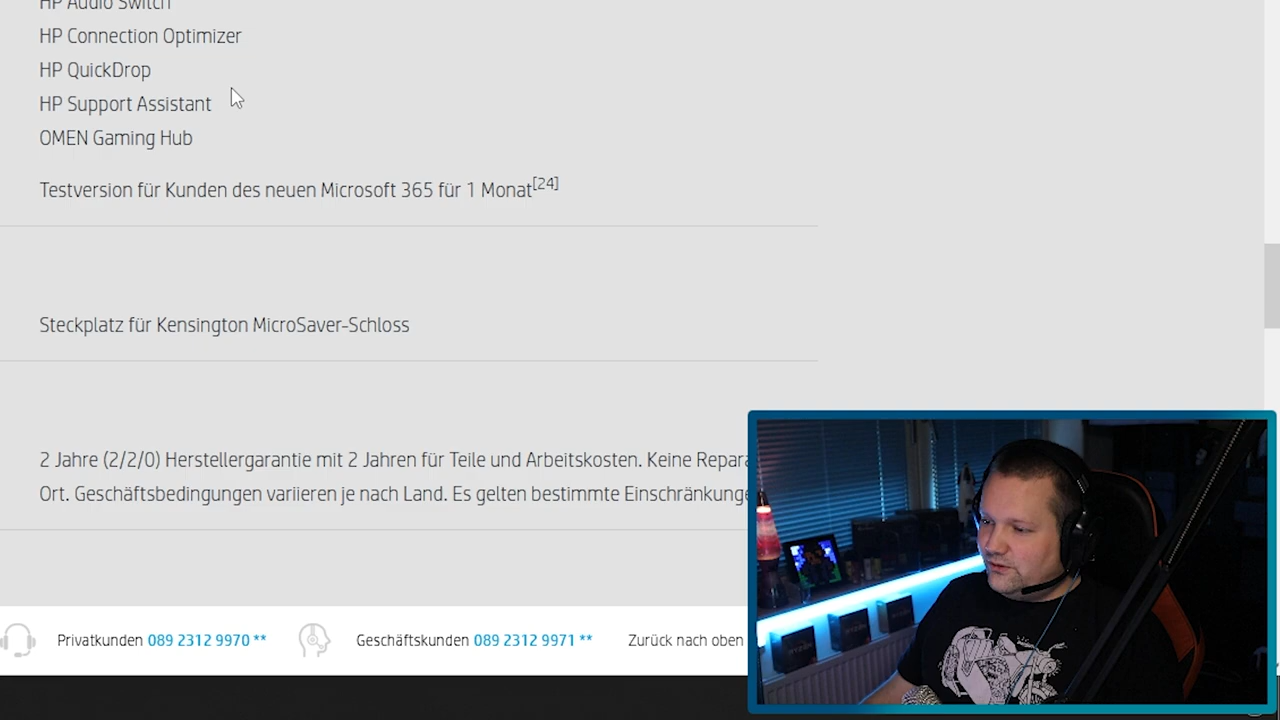 HP Audio Switch
HP Connection Optimizer
HP QuickDrop
HP Support Assistant
OMEN Gaming Hub
Testversion für Kunden des neuen Microsoft 365 für 1 Monat[24]
Steckplatz für Kensington MicroSaver-Schloss
2 Jahre (2/2/0) Herstellergarantie mit 2 Jahren für Teile und Arbeitskosten. Keine Repara
Ort. Geschäftsbedingungen variieren je nach Land. Es gelten bestimmte Einschränkunge
Privatkunden 089 2312 9970 ** Geschäftskunden 089 2312 9971 ** Zurück nach oben